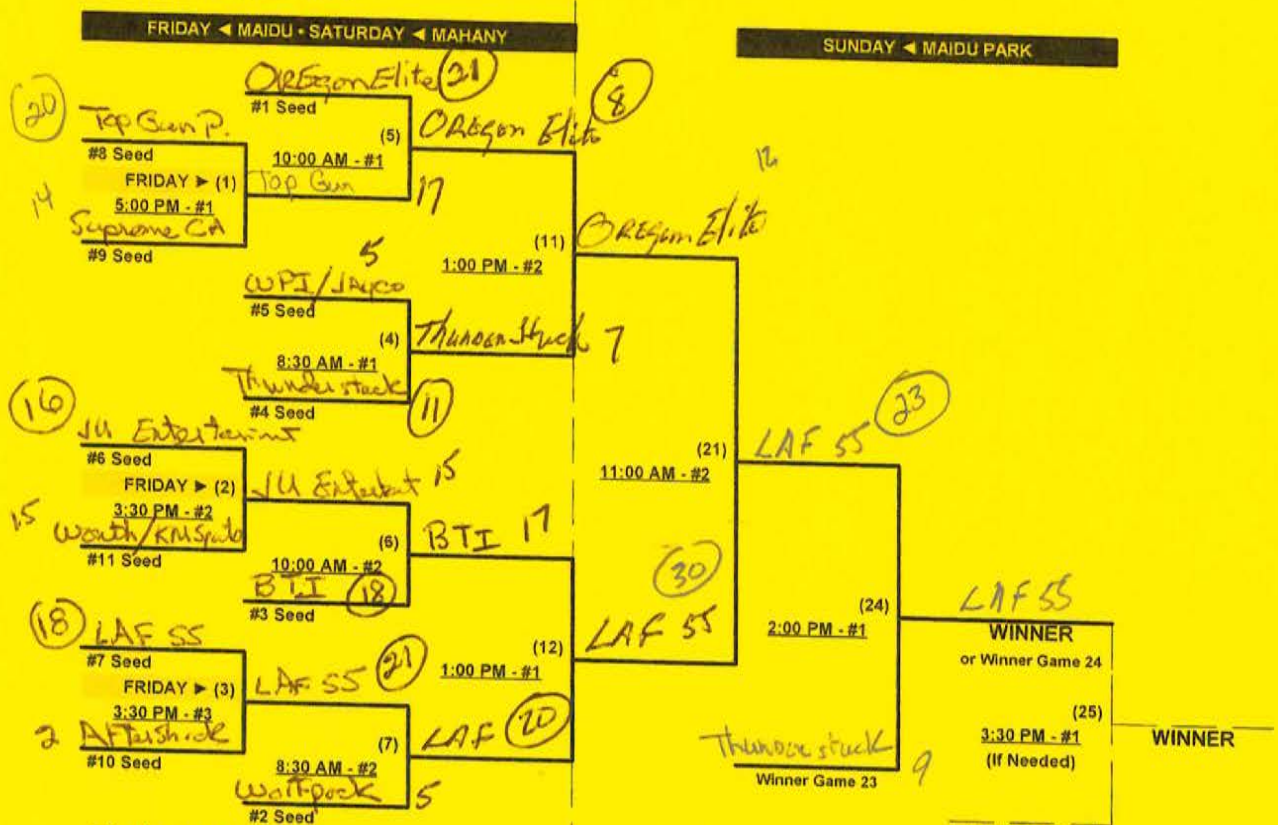 FRIDAY ◄ MAIDU • SATURDAY ◄ MAHANY
SUNDAY ◄ MAIDU PARK
OREgon Elite 21
#1 Seed
20
Top Gun P.
#8 Seed
(5)
10:00 AM - #1
OREgon Elite 8
FRIDAY ► (1)
5:00 PM - #1
Top Gun 17
14
Supreme CA
#9 Seed
(11)
1:00 PM - #2
OREgon Elite 12
WPI/JAyco 5
#5 Seed
(4)
8:30 AM - #1
Thunderstuck 7
Thunderstuck 11
#4 Seed
16
JU
#6 Seed
FRIDAY ► (2)
3:30 PM - #2
JU 15
15
Worth/
#11 Seed
(6)
10:00 AM - #2
BTI 17
BTI 18
#3 Seed
(21)
11:00 AM - #2
LAF 55 23
18 LAF 55
#7 Seed
FRIDAY ► (3)
3:30 PM - #3
LAF 55 21
2 Aftershock
#10 Seed
(12)
1:00 PM - #1
LAF 55 30
(7)
8:30 AM - #2
LAF 20
Wolfpack 5
#2 Seed
(24)
2:00 PM - #1
LAF 55
WINNER
or Winner Game 24
Thunderstuck 9
Winner Game 23
(25)
3:30 PM - #1
(If Needed)
WINNER